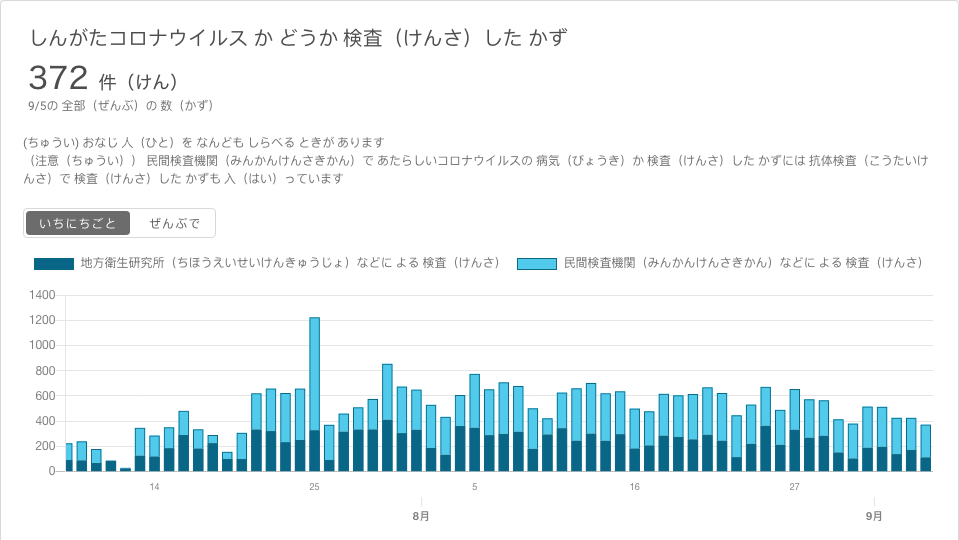 しんがたコロナウイルス か どうか 検査（けんさ）した かず
372 件（けん）
9/5の 全部（ぜんぶ）の 数（かず）
(ちゅうい) おなじ 人（ひと）を なんども しらべる ときが あります
（注意（ちゅうい）） 民間検査機関（みんかんけんさきかん）で あたらしいコロナウイルスの 病気（びょうき）か 検査（けんさ）した かずには 抗体検査（こうたいけ
んさ）で 検査（けんさ）した かずも 入（はい）っています
いちにちごと ぜんぶで
地方衛生研究所（ちほうえいせいけんきゅうじょ）などに よる 検査（けんさ） 民間検査機関（みんかんけんさきかん）などに よる 検査（けんさ）
1400
1200
1000
800
600
400
200
0
14 25 5 16 27
8月 9月